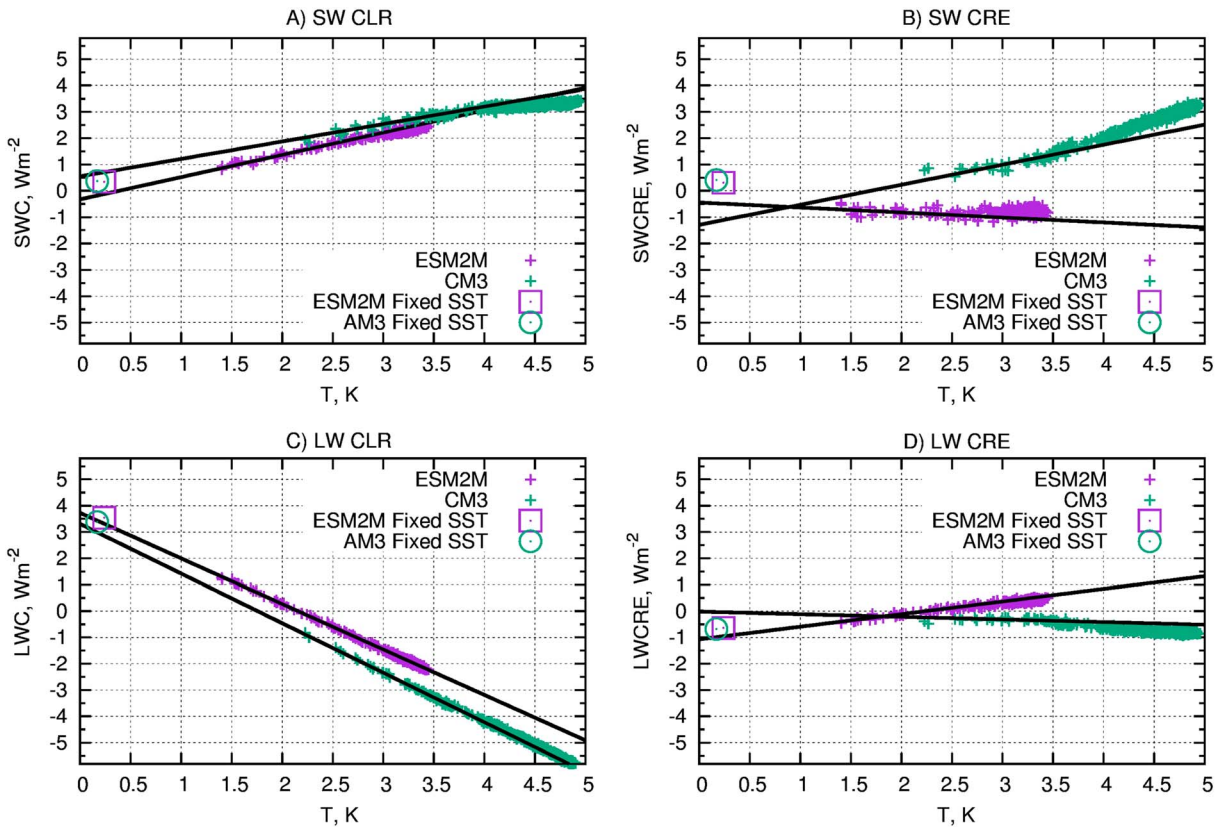 A) SW CLR
SWC, Wm-2
5
4
3
2
1
0
-1
-2
-3
-4
-5
ESM2M
CM3
ESM2M Fixed SST
AM3 Fixed SST
0 0.5 1 1.5 2 2.5 3 3.5 4 4.5 5
T, K
B) SW CRE
SWCRE, Wm-2
5
4
3
2
1
0
-1
-2
-3
-4
-5
ESM2M
CM3
ESM2M Fixed SST
AM3 Fixed SST
0 0.5 1 1.5 2 2.5 3 3.5 4 4.5 5
T, K
C) LW CLR
LWC, Wm-2
5
4
3
2
1
0
-1
-2
-3
-4
-5
ESM2M
CM3
ESM2M Fixed SST
AM3 Fixed SST
0 0.5 1 1.5 2 2.5 3 3.5 4 4.5 5
T, K
D) LW CRE
LWCRE, Wm-2
5
4
3
2
1
0
-1
-2
-3
-4
-5
ESM2M
CM3
ESM2M Fixed SST
AM3 Fixed SST
0 0.5 1 1.5 2 2.5 3 3.5 4 4.5 5
T, K